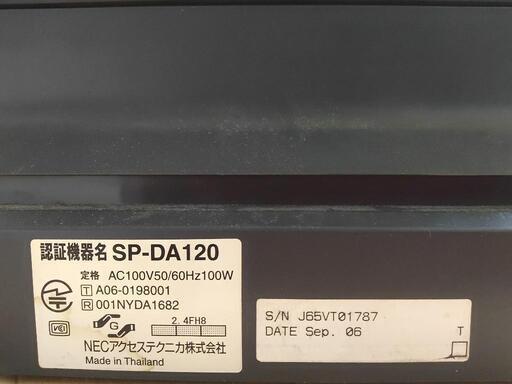 認証機器名 SP-DA120
定格 AC100V50/60Hz100W
T A06-0198001
R 001NYDA1682
G 2.4FH8
VCI
NECアクセステクニカ株式会社
Made in Thailand
S/N J65VT01787
DATE Sep. 06
T